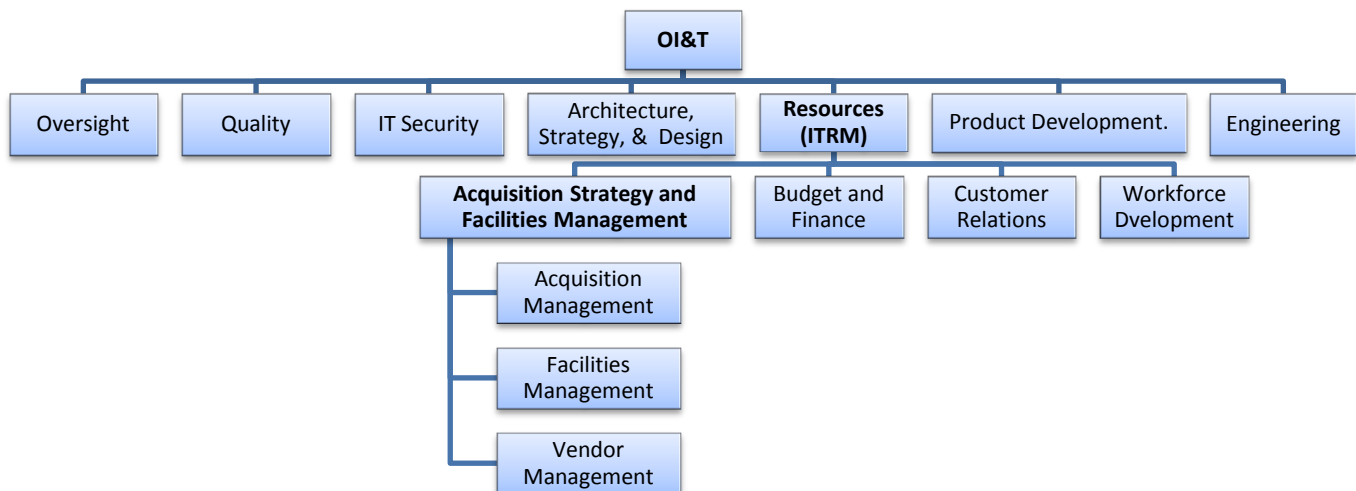 OI&T
Oversight
Quality
IT Security
Architecture,
Strategy, & Design
Resources
(ITRM)
Product Development.
Engineering
Acquisition Strategy and
Facilities Management
Budget and
Finance
Customer
Relations
Workforce
Dvelopment
Acquisition
Management
Facilities
Management
Vendor
Management